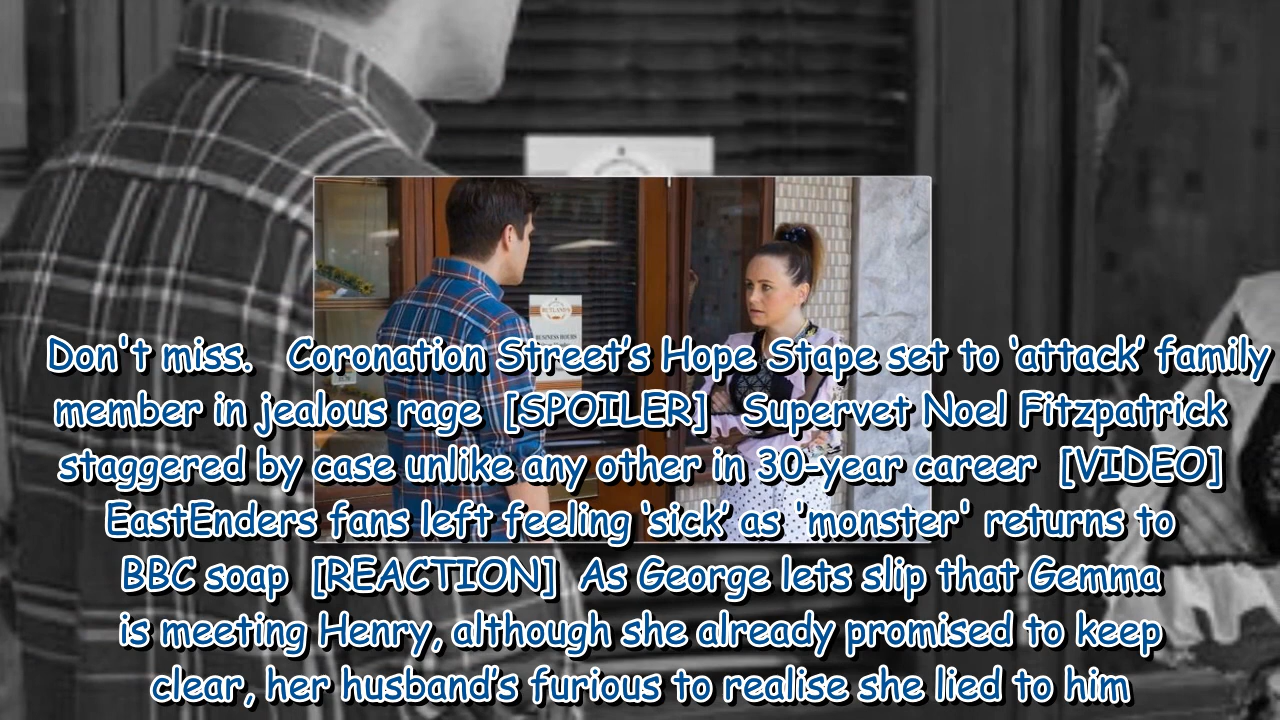 RUTLAND'S
BUSINESS HOURS
Don't miss. Coronation Street’s Hope Stape set to ‘attack’ family
member in jealous rage [SPOILER] Supervet Noel Fitzpatrick
staggered by case unlike any other in 30-year career [VIDEO]
EastEnders fans left feeling ‘sick’ as 'monster' returns to
BBC soap [REACTION] As George lets slip that Gemma
is meeting Henry, although she already promised to keep
clear, her husband’s furious to realise she lied to him